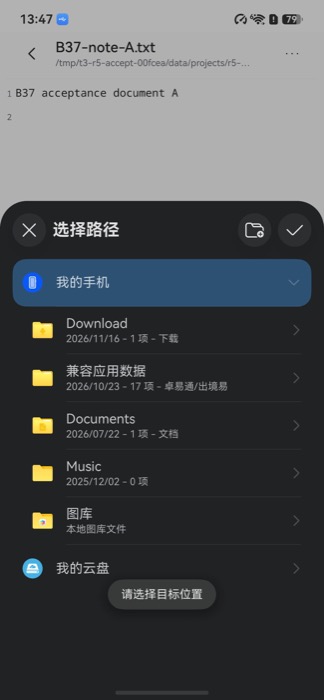 13:47
79
B37-note-A.txt
/tmp/t3-r5-accept-00fcea/data/projects/r5-...
1 B37 acceptance document A
2
选择路径
我的手机
Download
2026/11/16 - 1 项 - 下载
兼容应用数据
2026/10/23 - 17 项 - 卓易通/出境易
Documents
2026/07/22 - 1 项 - 文档
Music
2025/12/02 - 0 项
图库
本地图库文件
我的云盘
请选择目标位置